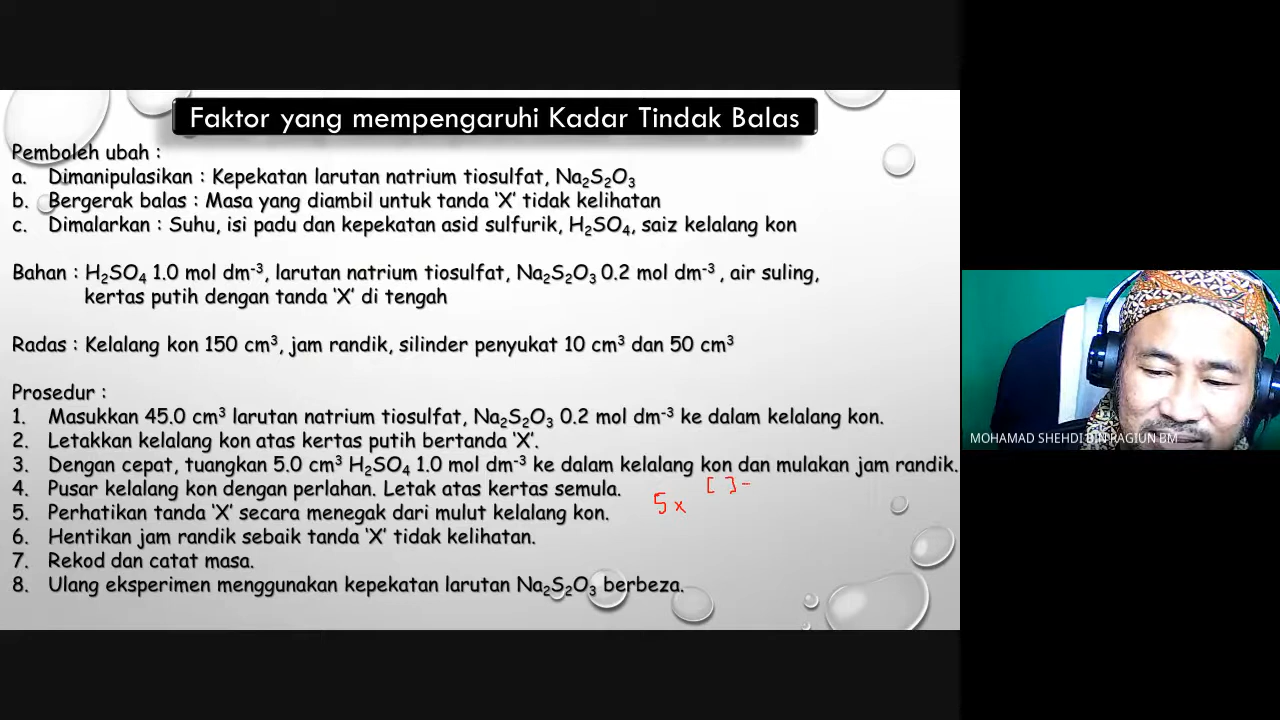 Faktor yang mempengaruhi Kadar Tindak Balas
Pemboleh ubah :
a. Dimanipulasikan : Kepekatan larutan natrium tiosulfat, Na₂S₂O₃
b. Bergerak balas : Masa yang diambil untuk tanda ‘X’ tidak kelihatan
c. Dimalarkan : Suhu, isi padu dan kepekatan asid sulfurik, H₂SO₄, saiz kelalang kon
Bahan : H₂SO₄ 1.0 mol dm⁻³, larutan natrium tiosulfat, Na₂S₂O₃ 0.2 mol dm⁻³ , air suling,
kertas putih dengan tanda ‘X’ di tengah
Radas : Kelalang kon 150 cm³, jam randik, silinder penyukat 10 cm³ dan 50 cm³
Prosedur :
1. Masukkan 45.0 cm³ larutan natrium tiosulfat, Na₂S₂O₃ 0.2 mol dm⁻³ ke dalam kelalang kon.
2. Letakkan kelalang kon atas kertas putih bertanda ‘X’.
3. Dengan cepat, tuangkan 5.0 cm³ H₂SO₄ 1.0 mol dm⁻³ ke dalam kelalang kon dan mulakan jam randik.
4. Pusar kelalang kon dengan perlahan. Letak atas kertas semula.
5. Perhatikan tanda ‘X’ secara menegak dari mulut kelalang kon.
6. Hentikan jam randik sebaik tanda ‘X’ tidak kelihatan.
7. Rekod dan catat masa.
8. Ulang eksperimen menggunakan kepekatan larutan Na₂S₂O₃ berbeza.
5 x [ ] -
MOHAMAD SHEHDI BIN RAGIUN BM